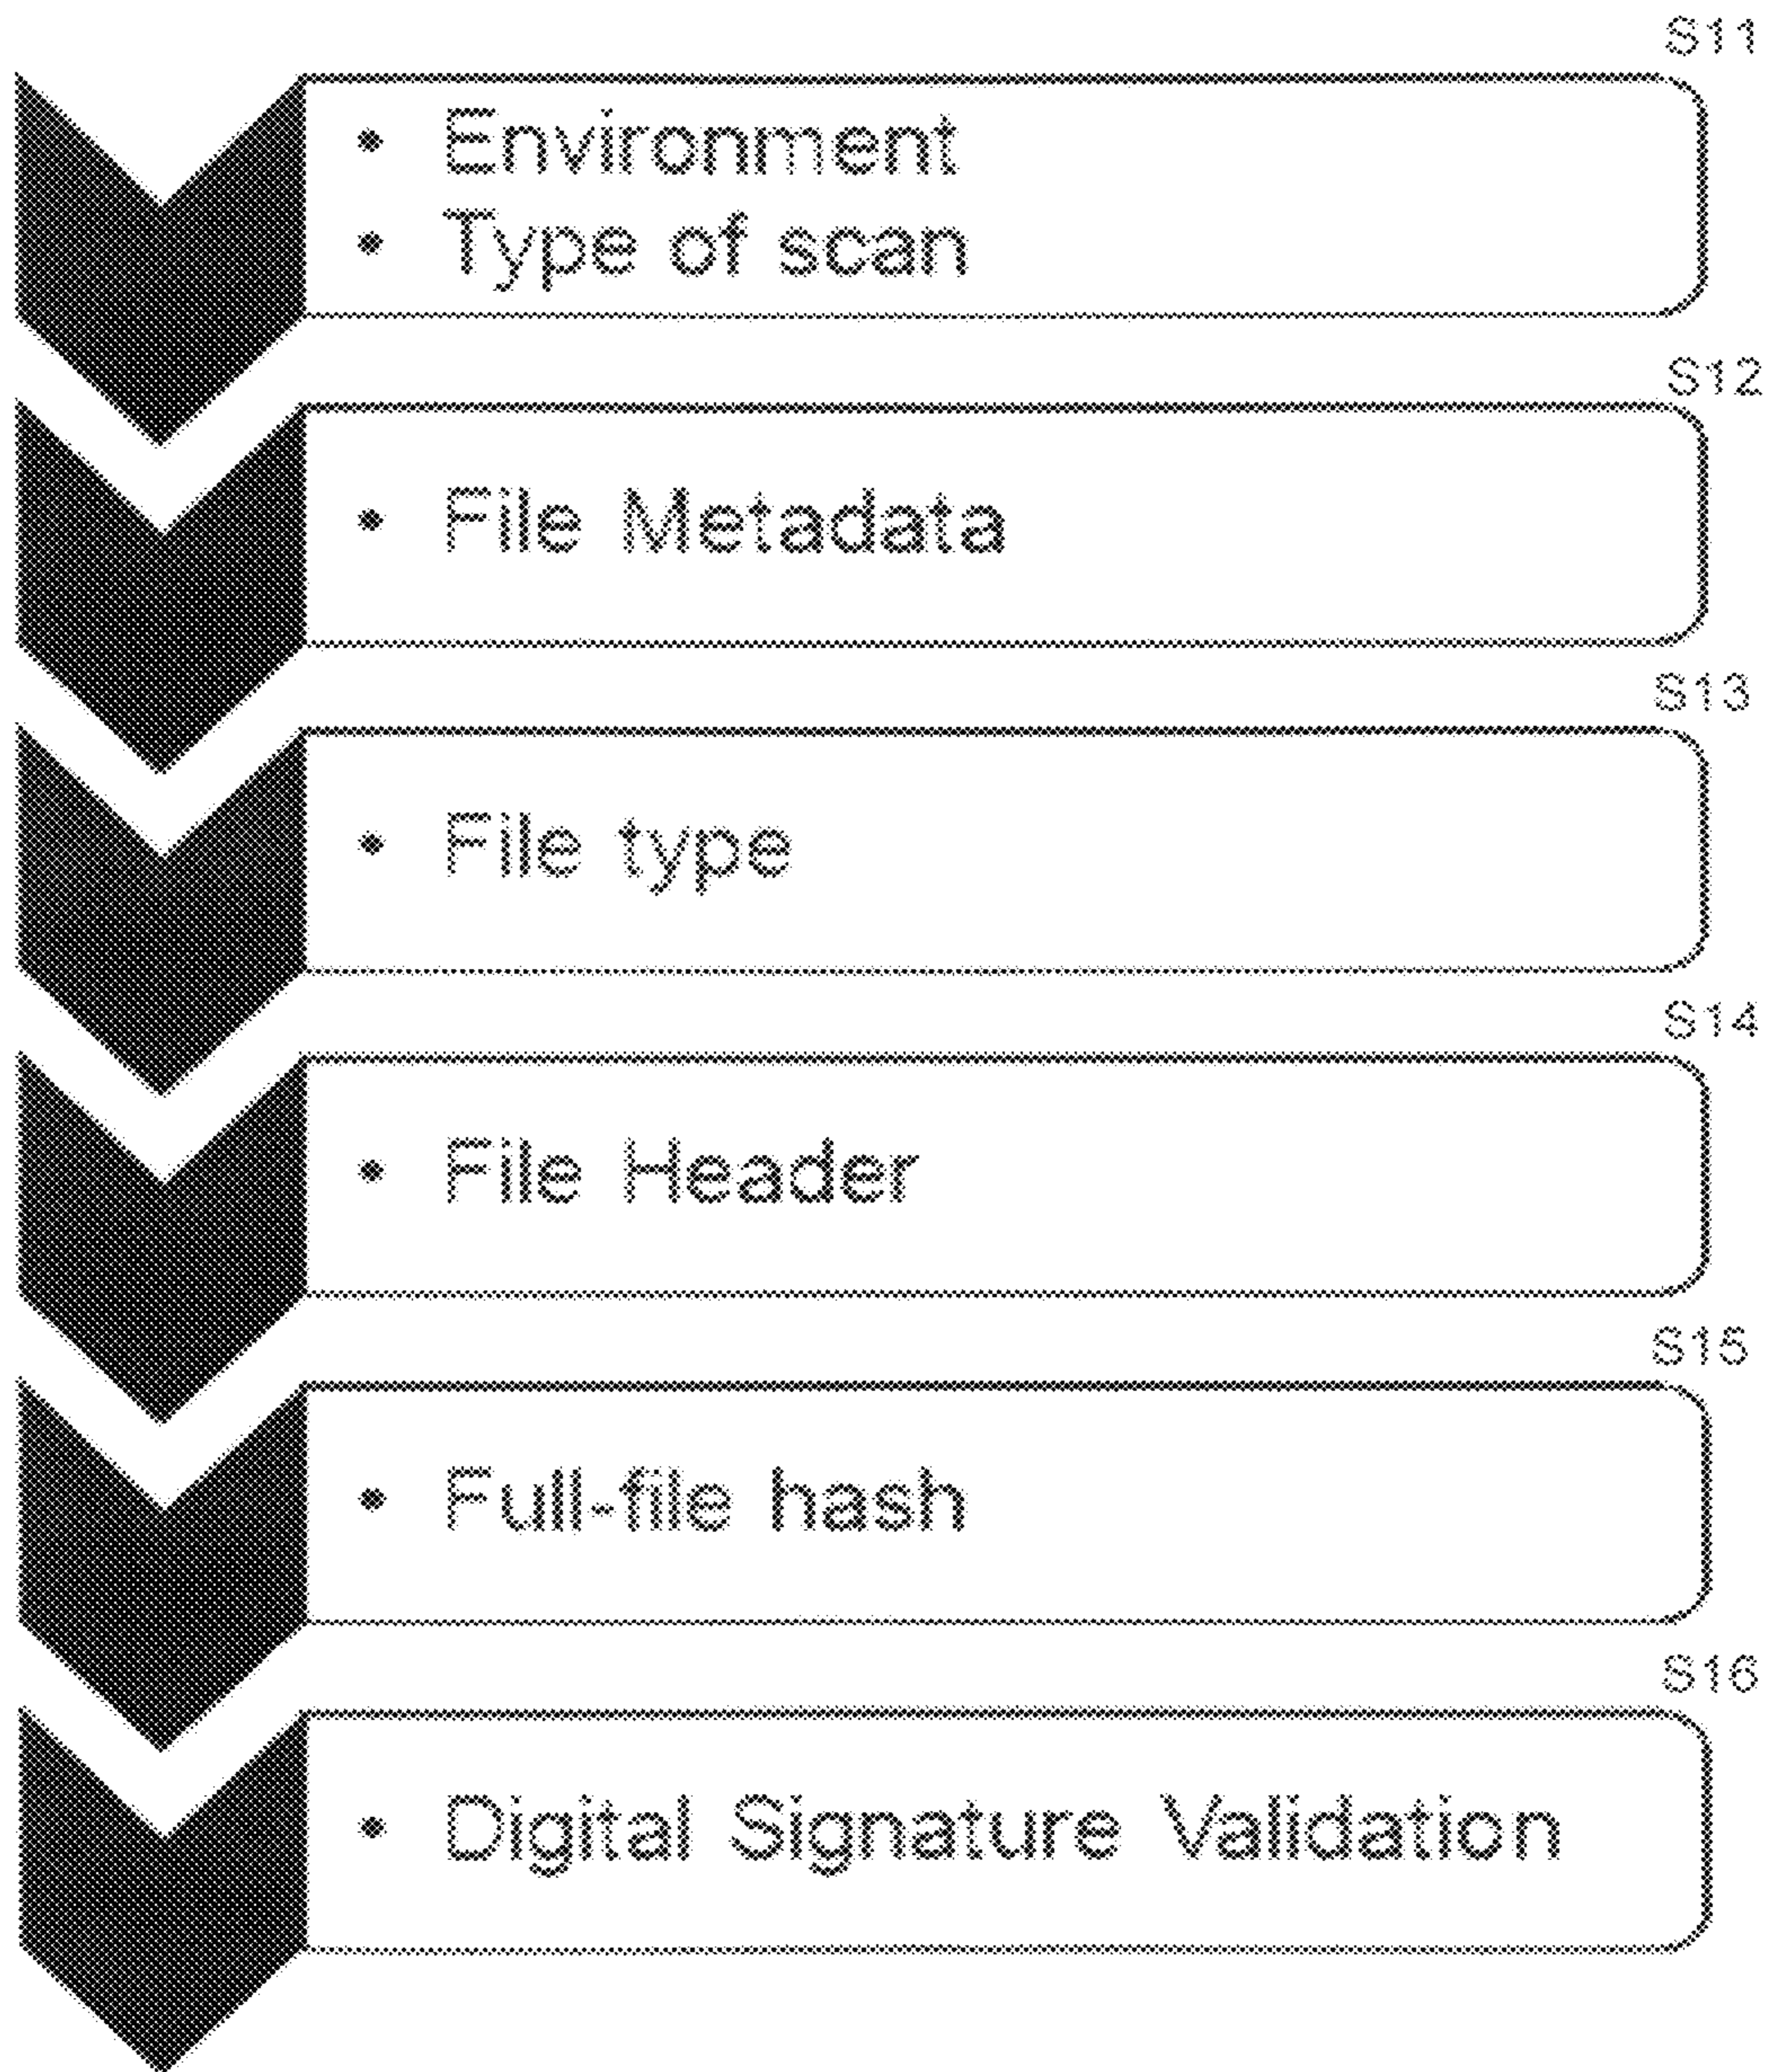 S11
• Environment
• Type of scan
S12
• File Metadata
S13
• File type
S14
• File Header
S15
• Full-file hash
S16
• Digital Signature Validation